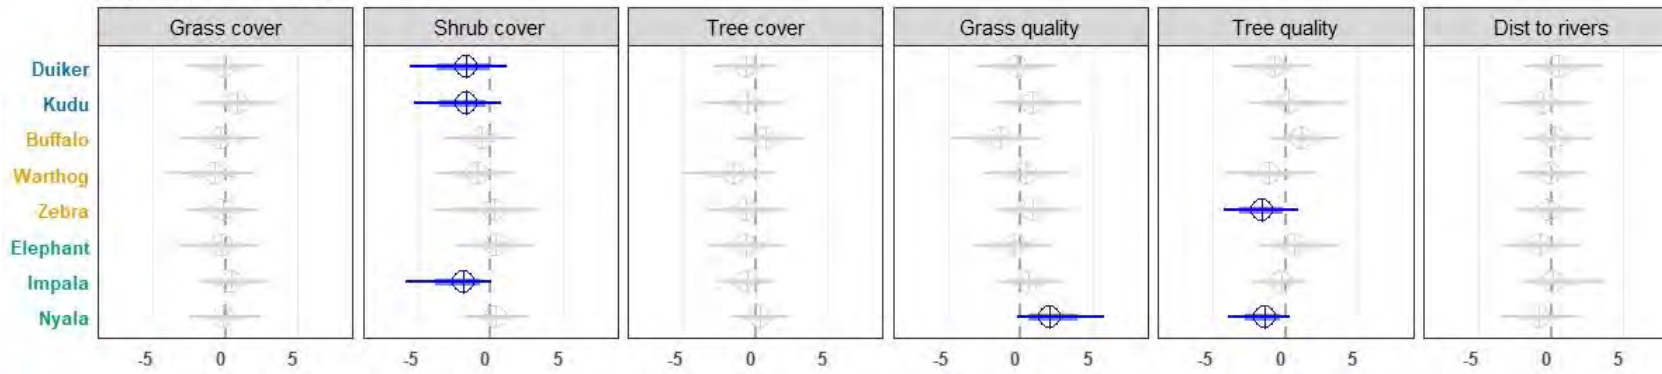 Grass cover Shrub cover Tree cover Grass quality Tree quality Dist to rivers
Duiker
Kudu
Buffalo
Warthog
Zebra
Elephant
Impala
Nyala
-5 0 5 -5 0 5 -5 0 5 -5 0 5 -5 0 5 -5 0 5